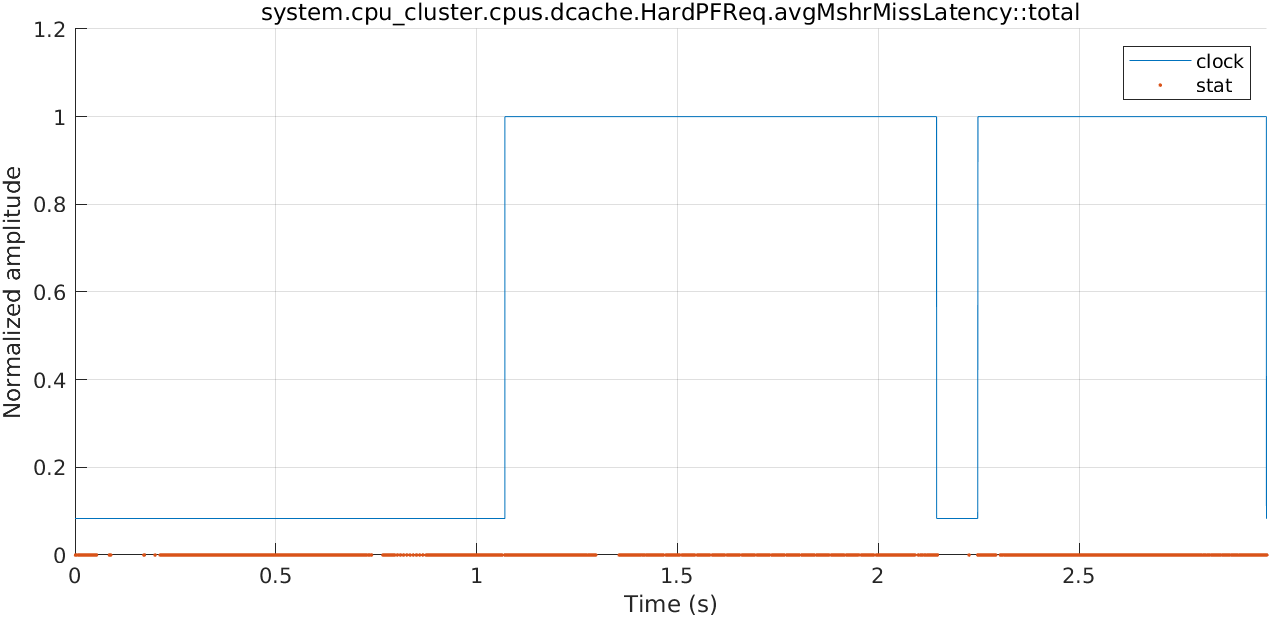 system.cpu_cluster.cpus.dcache.HardPFReq.avgMshrMissLatency::total
1.2
1
0.8
0.6
0.4
0.2
0
Normalized amplitude
clock
stat
0
0.5
1
1.5
2
2.5
Time (s)